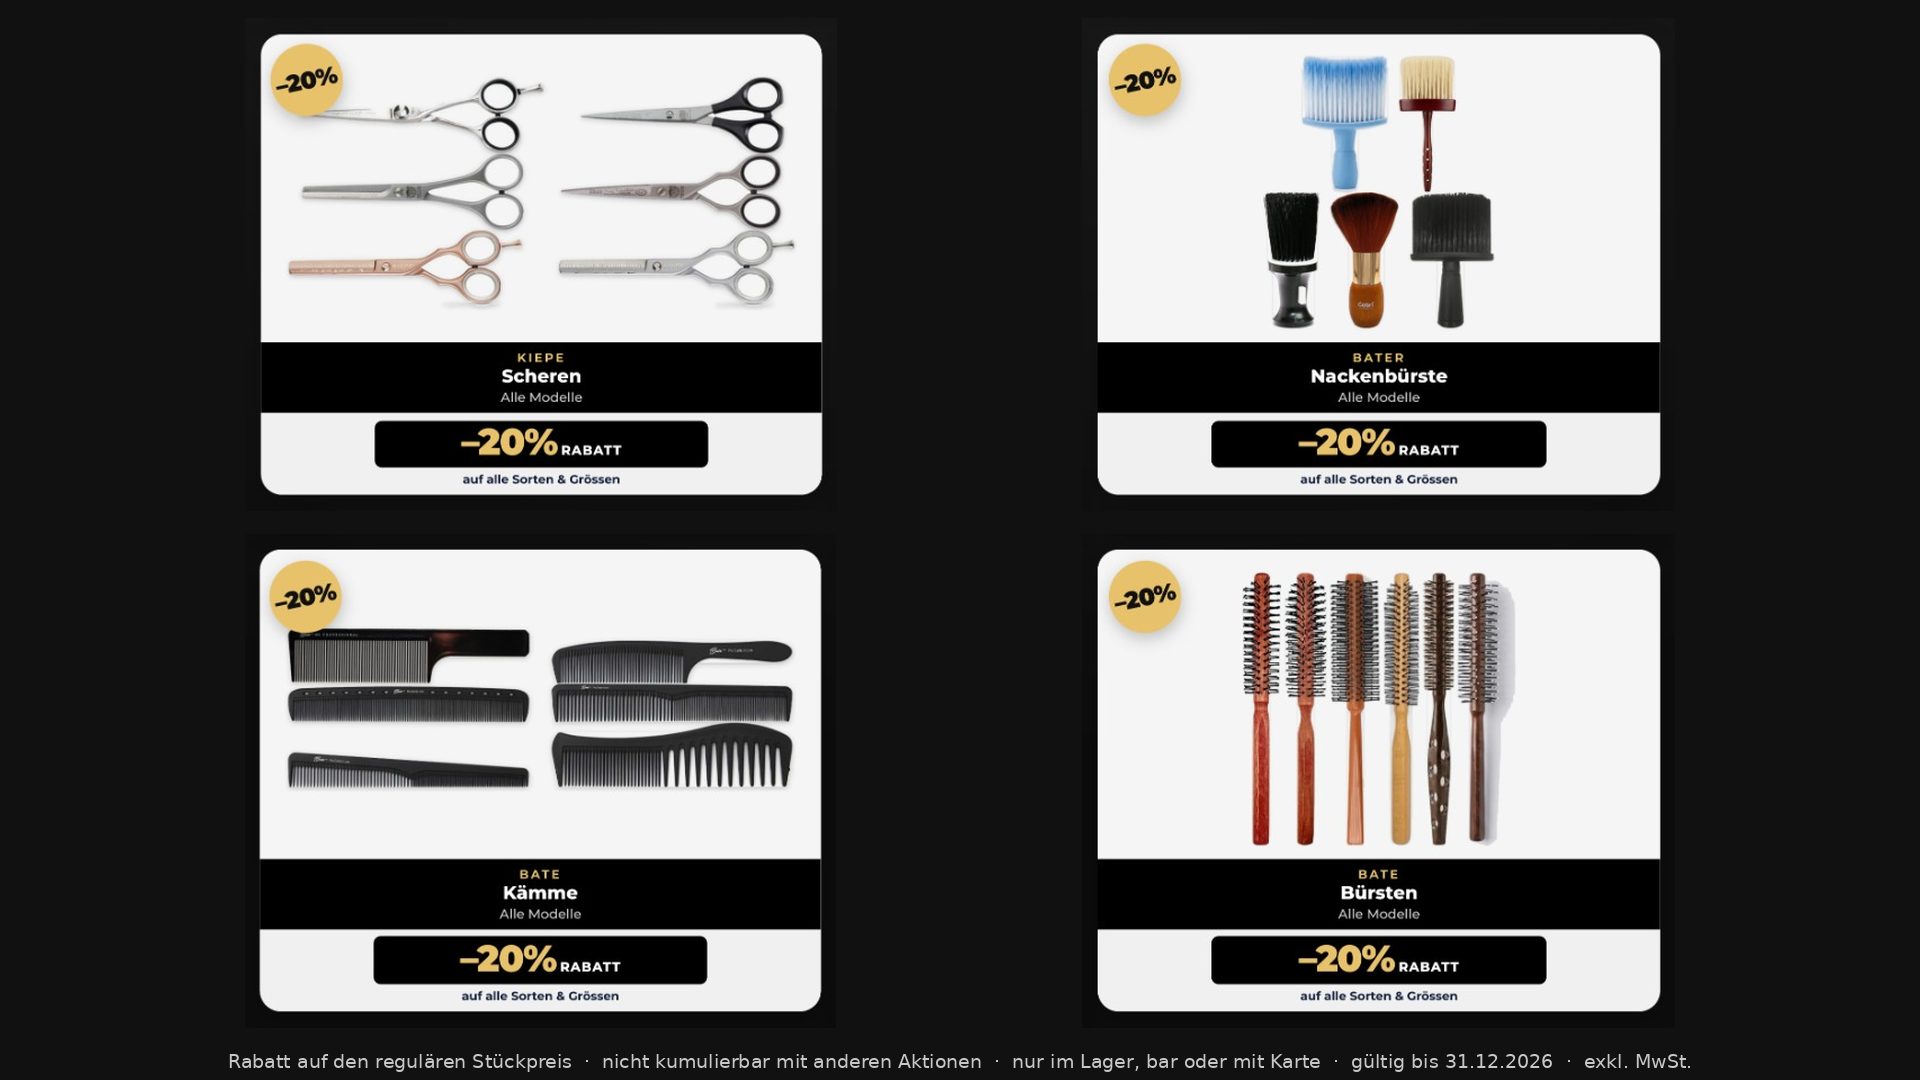 –20%
KIEPE
Scheren
Alle Modelle
–20% RABATT
auf alle Sorten & Grössen
–20%
BATER
Nackenbürste
Alle Modelle
–20% RABATT
auf alle Sorten & Grössen
–20%
BATE
Kämme
Alle Modelle
–20% RABATT
auf alle Sorten & Grössen
–20%
BATE
Bürsten
Alle Modelle
–20% RABATT
auf alle Sorten & Grössen
Rabatt auf den regulären Stückpreis · nicht kumulierbar mit anderen Aktionen · nur im Lager, bar oder mit Karte · gültig bis 31.12.2026 · exkl. MwSt.